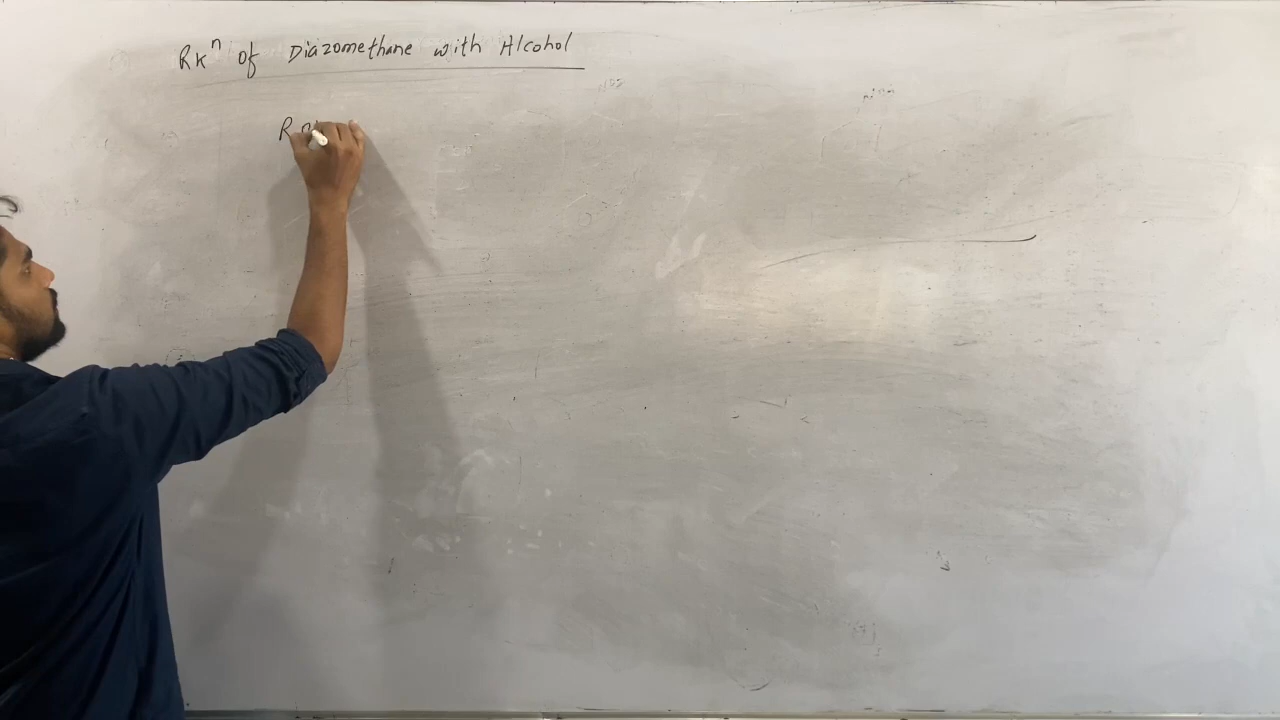 Rxⁿ of Diazomethane with Alcohol
R